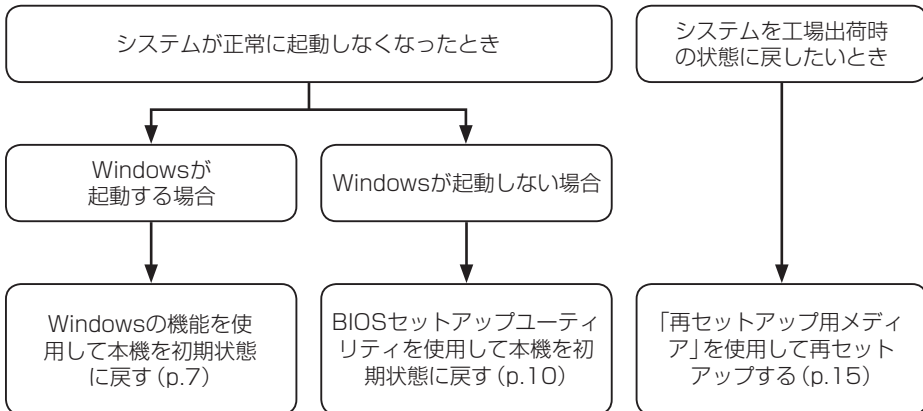 システムが正常に起動しなくなったとき
システムを工場出荷時
の状態に戻したいとき
Windowsが
起動する場合
Windowsが起動しない場合
Windowsの機能を使
用して本機を初期状態
に戻す(p.7)
BIOSセットアップユーティ
リティを使用して本機を初
期状態に戻す(p.10)
「再セットアップ用メディ
ア」を使用して再セット
アップする(p.15)